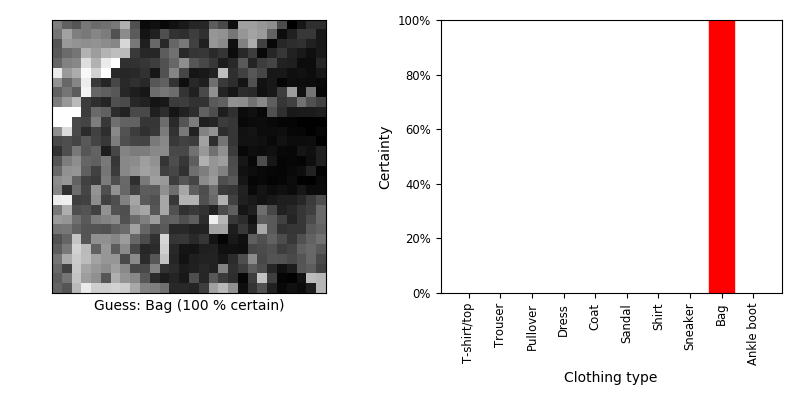 Guess: Bag (100 % certain)
100%
80%
60%
40%
20%
0%
Certainty
T-shirt/top
Trouser
Pullover
Dress
Coat
Sandal
Shirt
Sneaker
Bag
Ankle boot
Clothing type